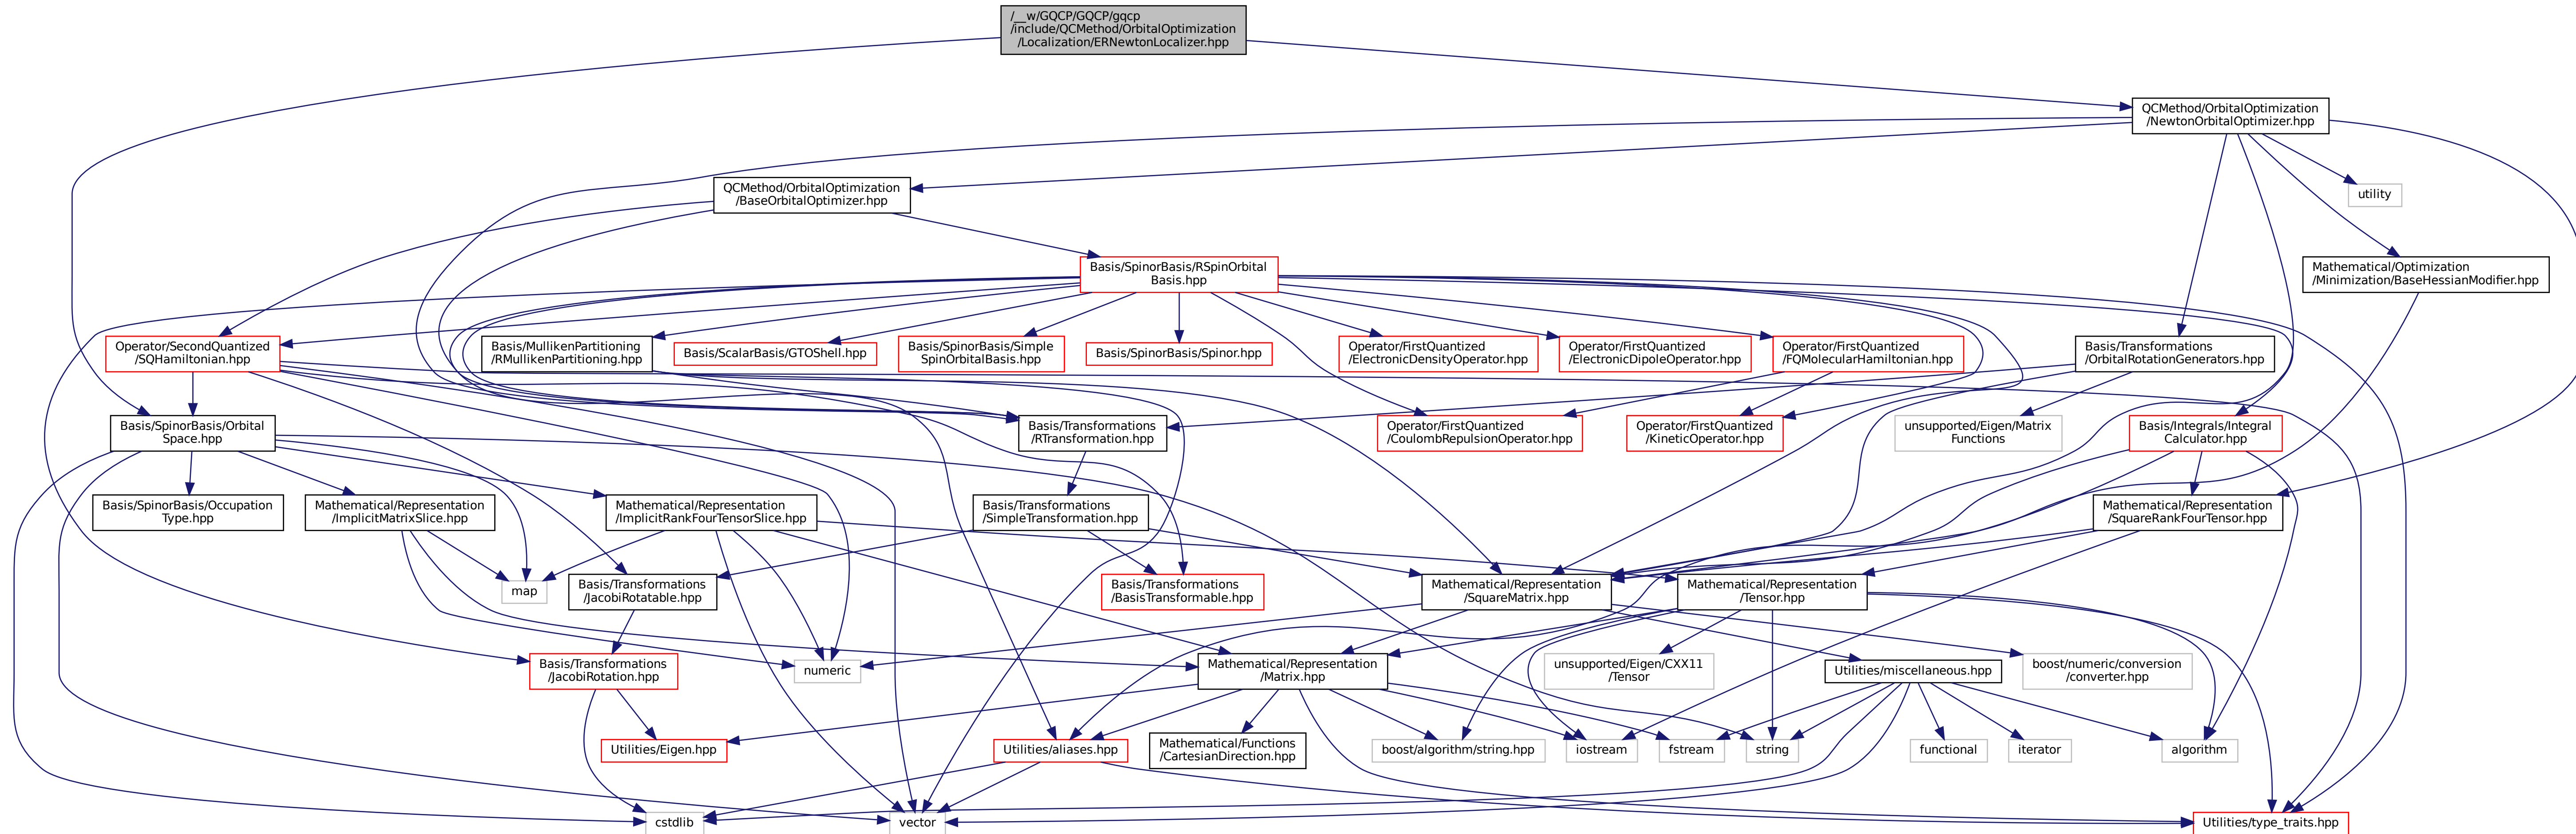 /__w/GQCP/GQCP/gqcp
/include/QCMethod/OrbitalOptimization
/Localization/ERNewtonLocalizer.hpp
QCMethod/OrbitalOptimization
/NewtonOrbitalOptimizer.hpp
QCMethod/OrbitalOptimization
/BaseOrbitalOptimizer.hpp
utility
Basis/SpinorBasis/RSpinOrbital
Basis.hpp
Mathematical/Optimization
/Minimization/BaseHessianModifier.hpp
Operator/SecondQuantized
/SQHamiltonian.hpp
Basis/MullikenPartitioning
/RMullikenPartitioning.hpp
Basis/ScalarBasis/GTOShell.hpp
Basis/SpinorBasis/Simple
SpinOrbitalBasis.hpp
Basis/SpinorBasis/Spinor.hpp
Operator/FirstQuantized
/ElectronicDensityOperator.hpp
Operator/FirstQuantized
/ElectronicDipoleOperator.hpp
Operator/FirstQuantized
/FQMolecularHamiltonian.hpp
Basis/Transformations
/OrbitalRotationGenerators.hpp
Basis/SpinorBasis/Orbital
Space.hpp
Basis/Transformations
/RTransformation.hpp
Operator/FirstQuantized
/CoulombRepulsionOperator.hpp
Operator/FirstQuantized
/KineticOperator.hpp
unsupported/Eigen/Matrix
Functions
Basis/Integrals/Integral
Calculator.hpp
Basis/SpinorBasis/Occupation
Type.hpp
Mathematical/Representation
/ImplicitMatrixSlice.hpp
Mathematical/Representation
/ImplicitRankFourTensorSlice.hpp
Basis/Transformations
/SimpleTransformation.hpp
Mathematical/Representation
/SquareRankFourTensor.hpp
map
Basis/Transformations
/JacobiRotatable.hpp
Basis/Transformations
/BasisTransformable.hpp
Mathematical/Representation
/SquareMatrix.hpp
Mathematical/Representation
/Tensor.hpp
Basis/Transformations
/JacobiRotation.hpp
numeric
Mathematical/Representation
/Matrix.hpp
unsupported/Eigen/CXX11
/Tensor
Utilities/miscellaneous.hpp
boost/numeric/conversion
/converter.hpp
Utilities/Eigen.hpp
Utilities/aliases.hpp
Mathematical/Functions
/CartesianDirection.hpp
boost/algorithm/string.hpp
iostream
fstream
string
functional
iterator
algorithm
cstdlib
vector
Utilities/type_traits.hpp